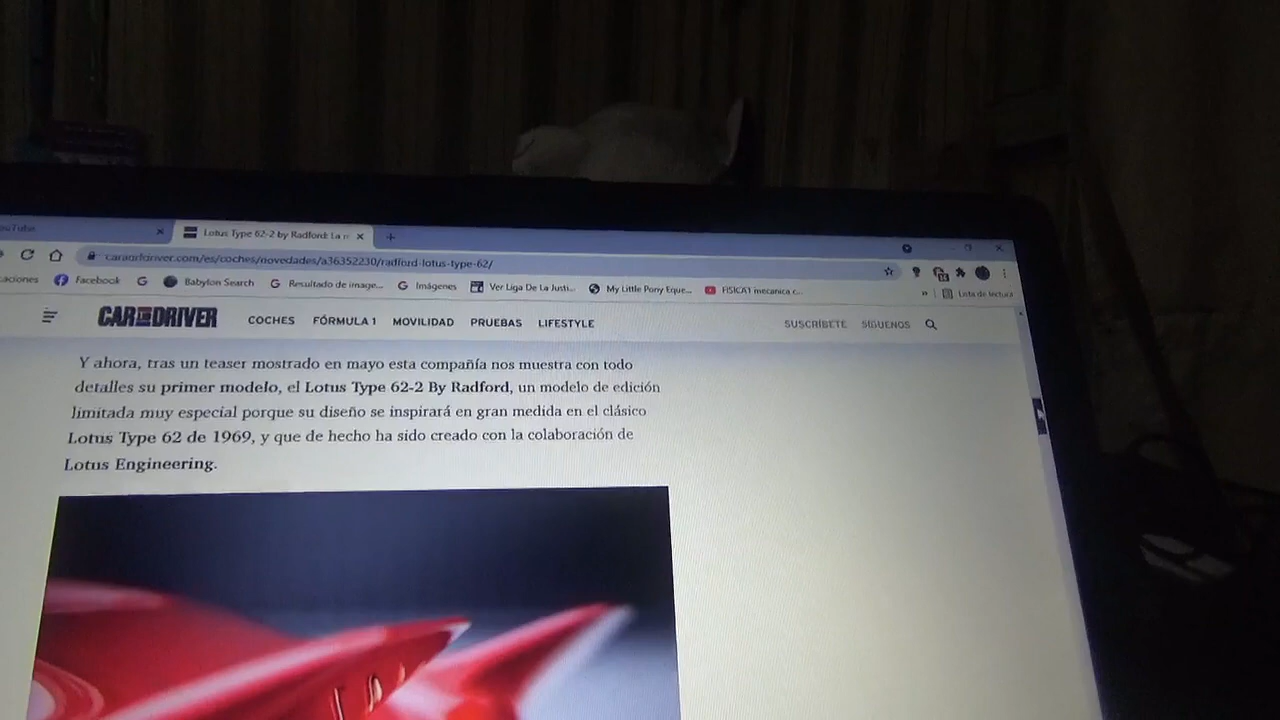 Lotus Type 62-2 by Radford: La
caranddriver.com/es/coches/novedades/a36352230/radford-lotus-type-62/
Facebook Babylon Search Resultado de image... Imágenes Ver Liga De La Justi... My Little Pony Eque... FISICA1 mecanica c... » Lista de lectura
CAR AND DRIVER COCHES FÓRMULA 1 MOVILIDAD PRUEBAS LIFESTYLE SUSCRÍBETE SÍGUENOS
Y ahora, tras un teaser mostrado en mayo esta compañía nos muestra con todo
detalles su primer modelo, el Lotus Type 62-2 By Radford, un modelo de edición
limitada muy especial porque su diseño se inspirará en gran medida en el clásico
Lotus Type 62 de 1969, y que de hecho ha sido creado con la colaboración de
Lotus Engineering.